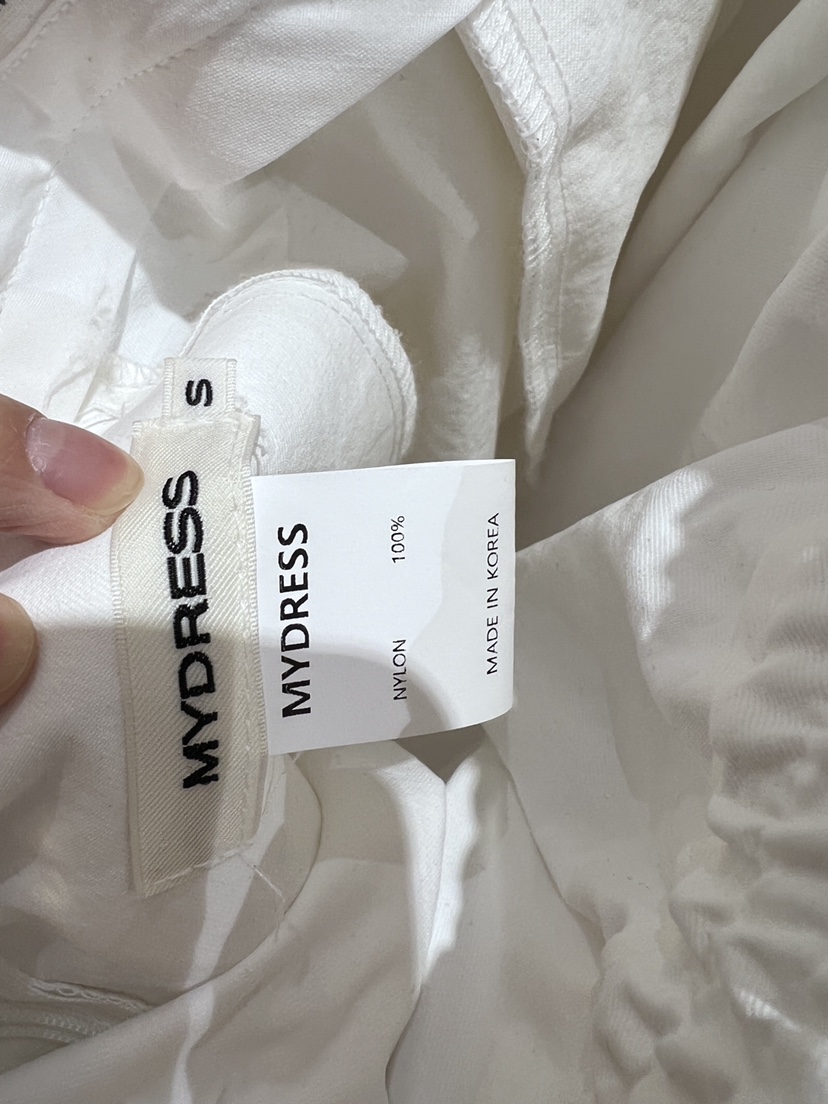 S
MYDRESS
MYDRESS
NYLON 100%
MADE IN KOREA